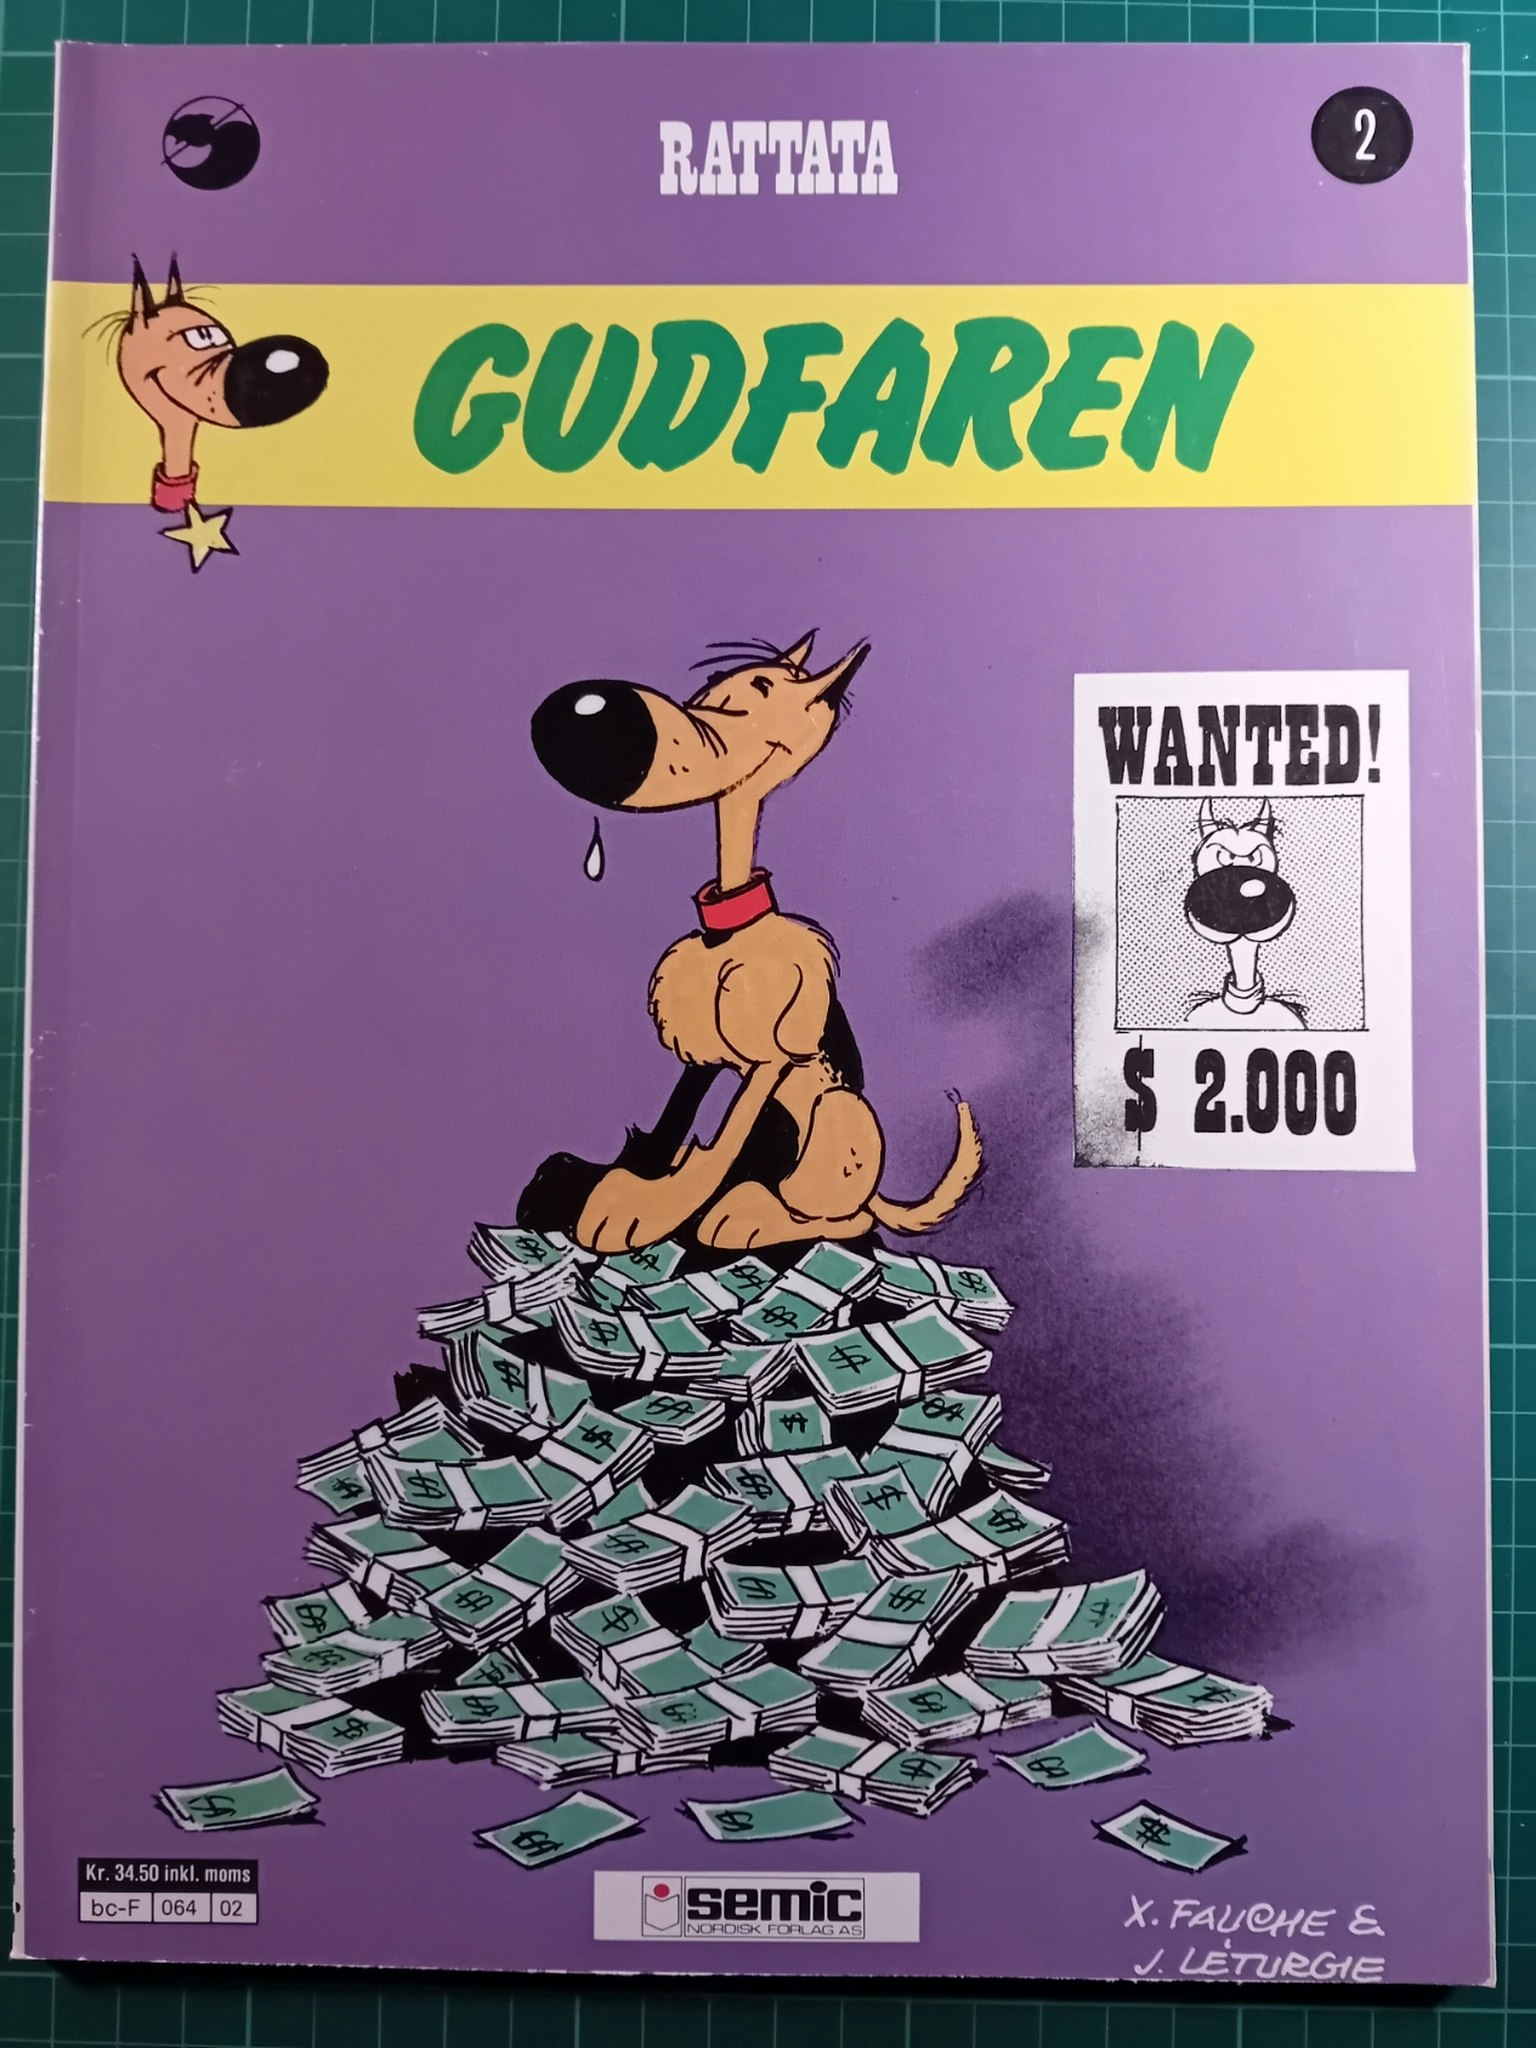 RATTATA
2
GUDFAREN
WANTED!
$ 2.000
Kr. 34.50 inkl. moms
bc-F 064 02
semic
NORDISK FORLAG AS
X. FAUCHE &
J. LÉTURGIE